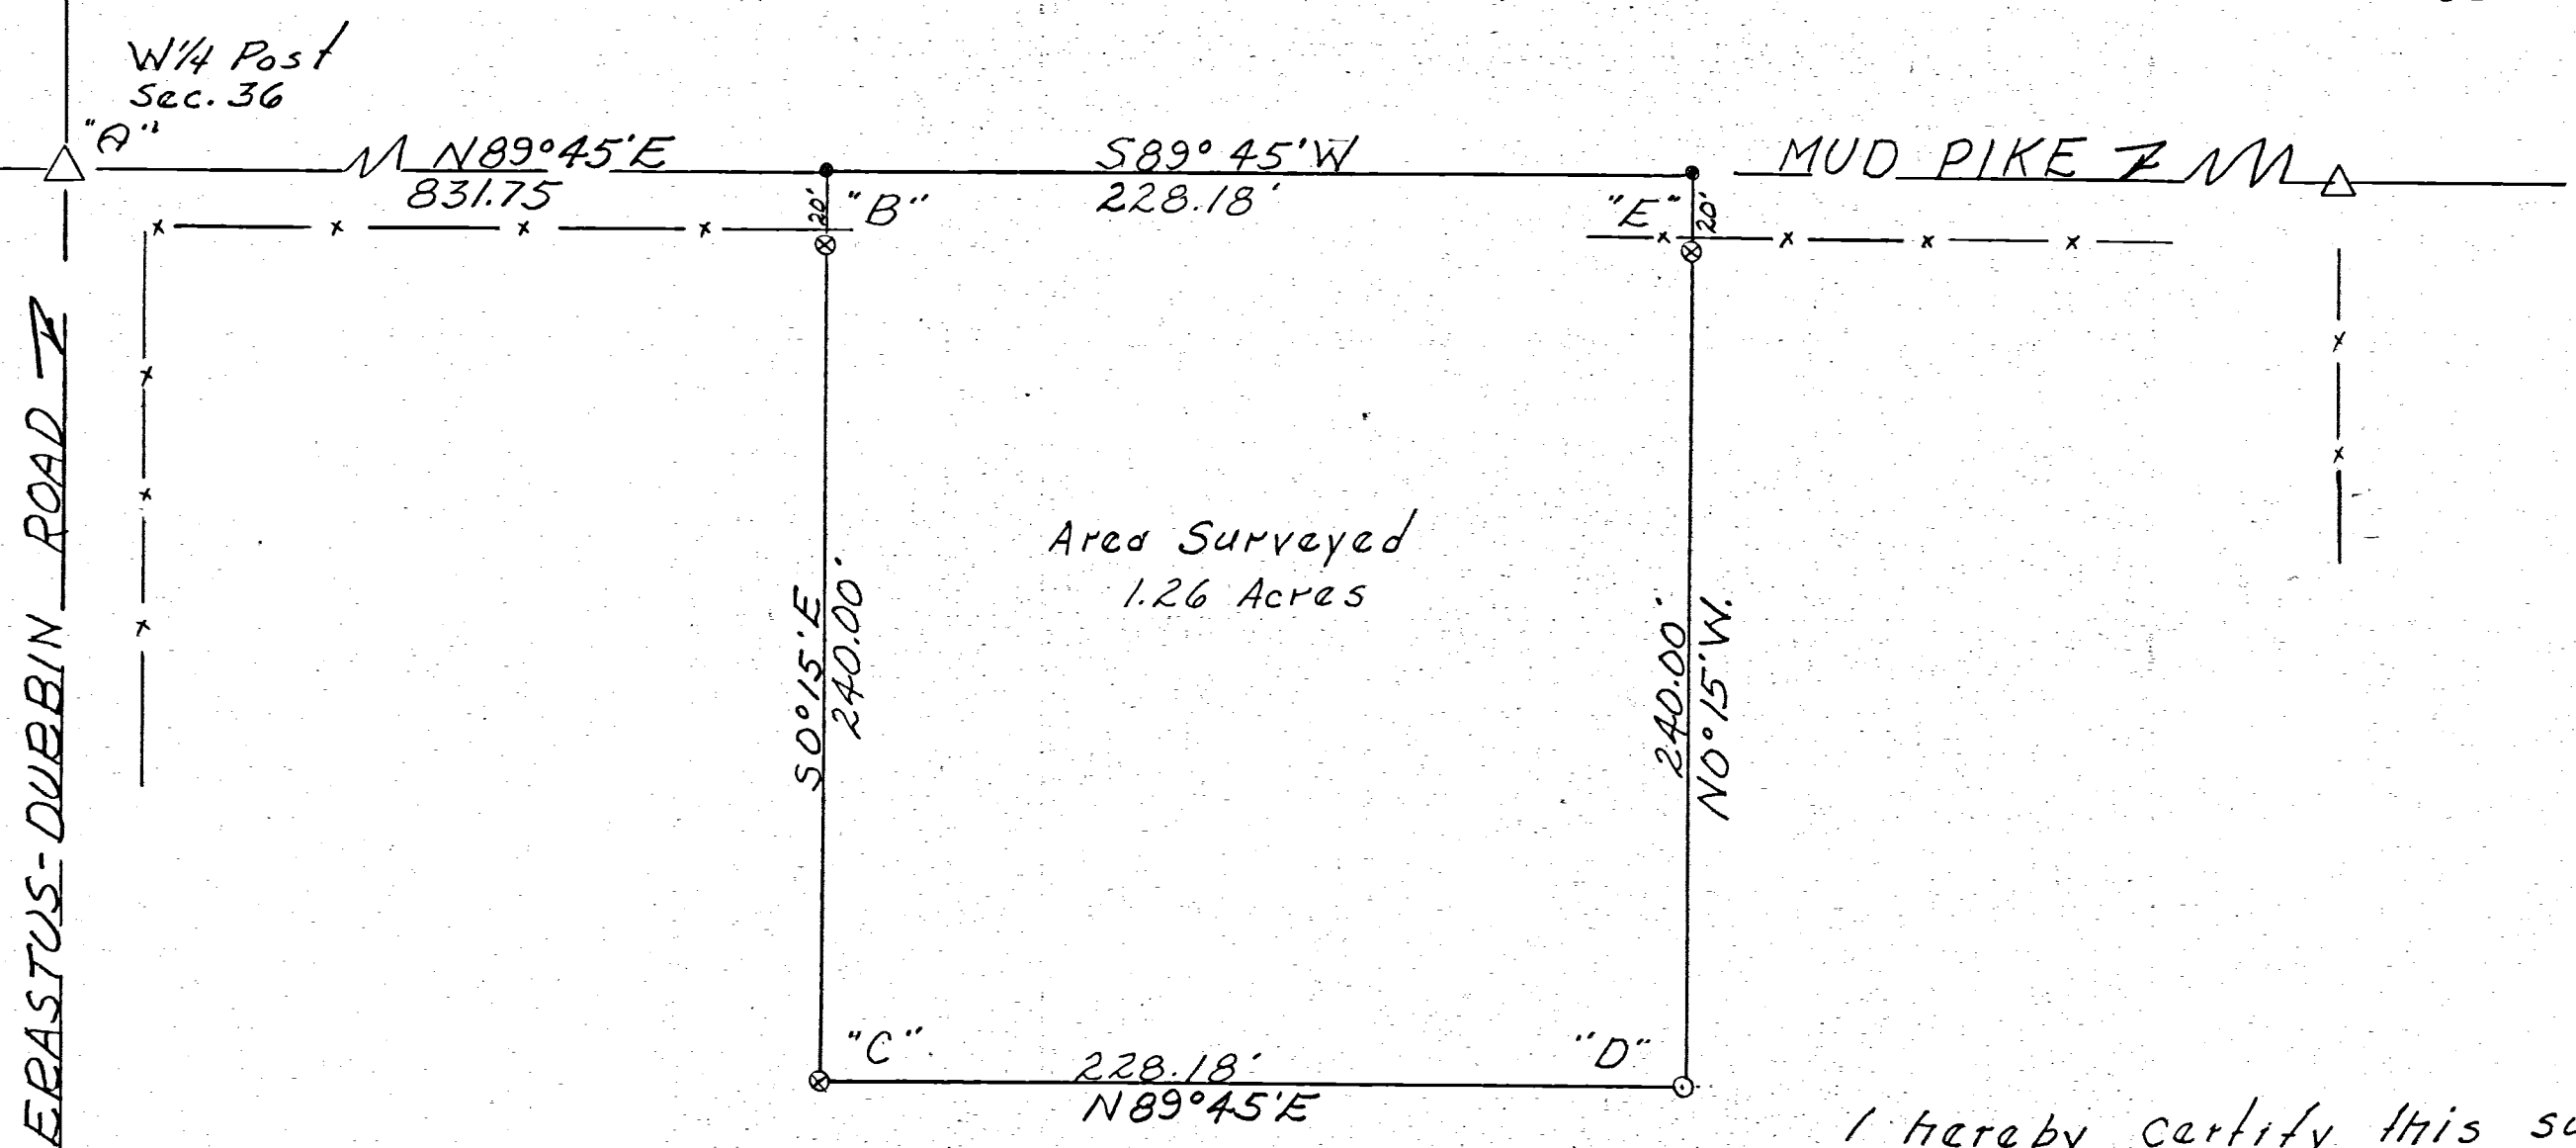 W1/4 Post
Sec. 36
"A"
N89°45'E
831.75
S89°45'W
228.18'
MUD PIKE
20'
"B"
"E"
20'
ERASTUS-DUBBIN ROAD
Area Surveyed
1.26 Acres
S0°15'E
240.00'
240.00'
N0°15'W.
"C"
228.18'
N89°45'E
"D"
I hereby certify this